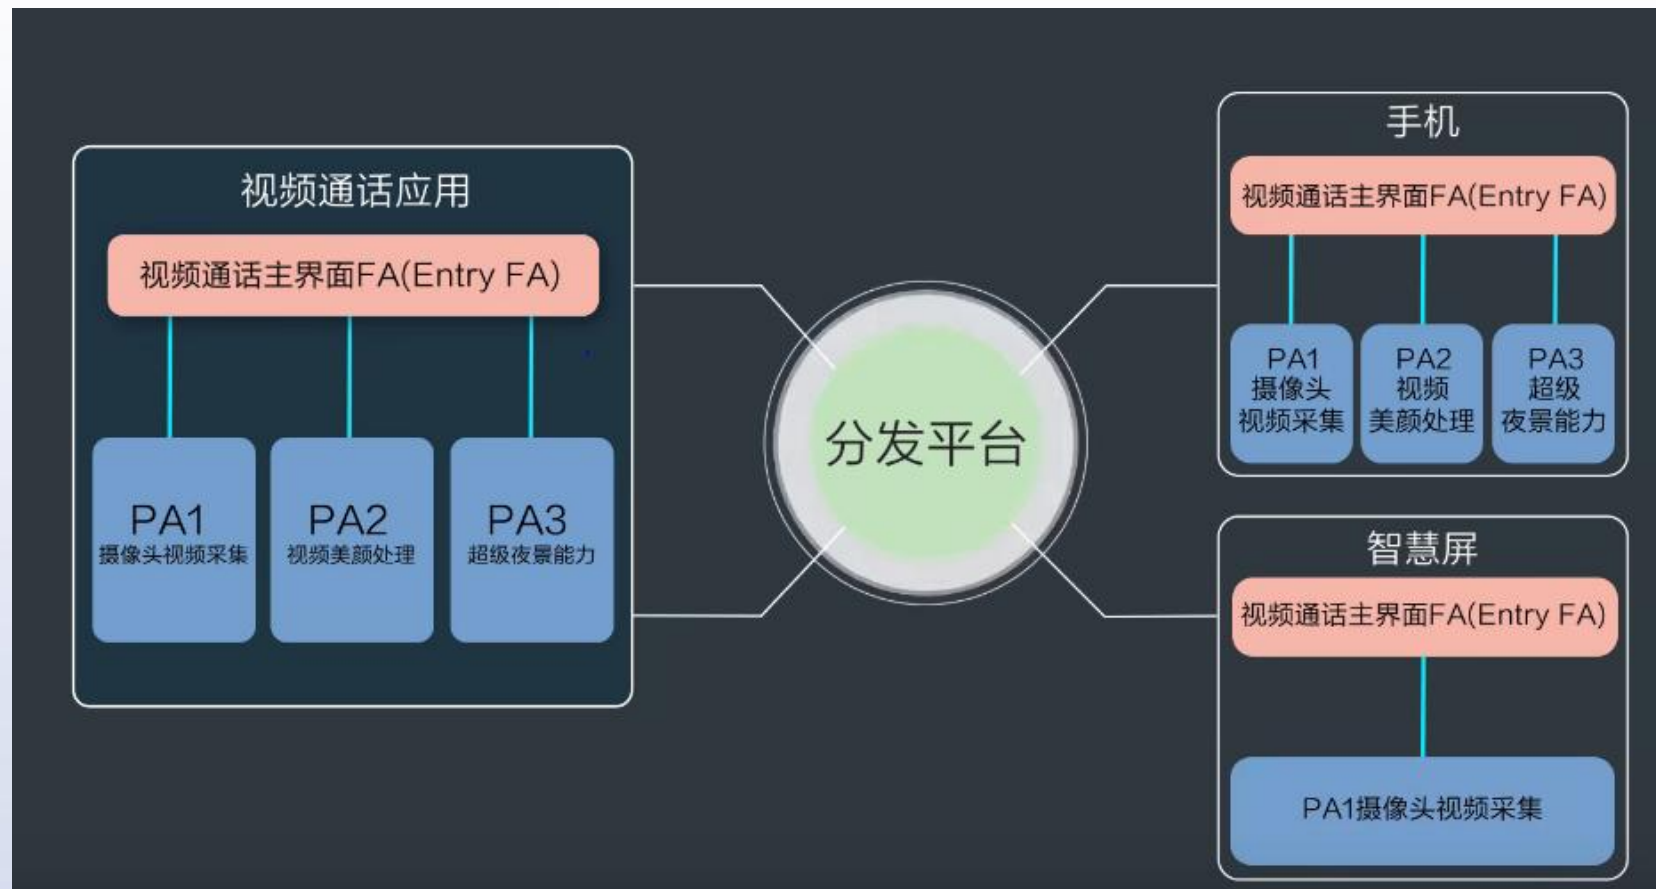 视频通话应用
视频通话主界面FA(Entry FA)
PA1
摄像头视频采集
PA2
视频美颜处理
PA3
超级夜景能力
分发平台
手机
视频通话主界面FA(Entry FA)
PA1
摄像头
视频采集
PA2
视频
美颜处理
PA3
超级
夜景能力
智慧屏
视频通话主界面FA(Entry FA)
PA1摄像头视频采集